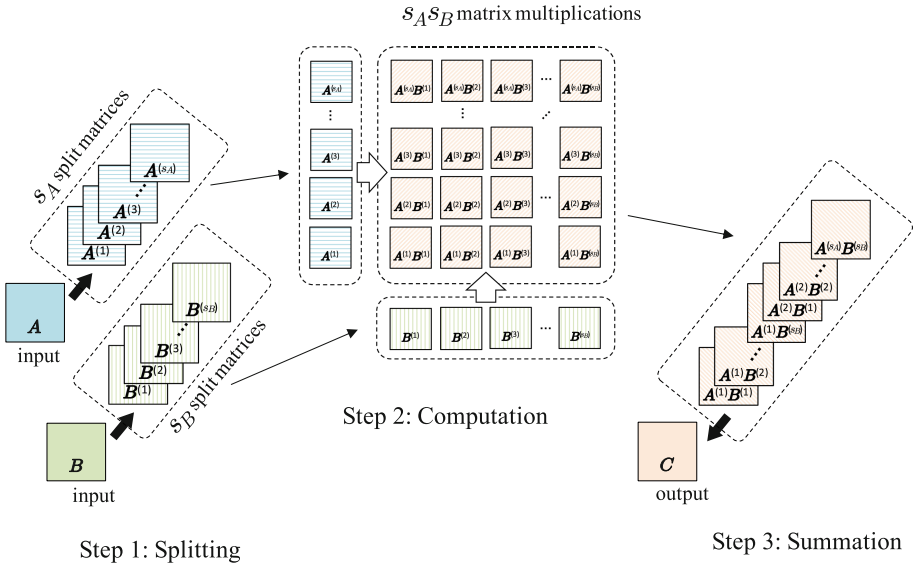 s_A s_B matrix multiplications
s_A split matrices
A^(s_A)
A^(3)
A^(2)
A^(1)
A
input
s_B split matrices
B^(s_B)
B^(3)
B^(2)
B^(1)
B
input
Step 1: Splitting
A^(s_A)
⋮
A^(3)
A^(2)
A^(1)
A^(s_A)B^(1) A^(s_A)B^(2) A^(s_A)B^(3) ... A^(s_A)B^(s_B)
A^(3)B^(1) A^(3)B^(2) A^(3)B^(3) A^(3)B^(s_B)
A^(2)B^(1) A^(2)B^(2) A^(2)B^(3) ... A^(2)B^(s_B)
A^(1)B^(1) A^(1)B^(2) A^(1)B^(3) A^(1)B^(s_B)
B^(1) B^(2) B^(3) ... B^(s_B)
Step 2: Computation
A^(s_A)B^(s_B)
A^(2)B^(2)
A^(2)B^(1)
A^(1)B^(s_B)
A^(1)B^(2)
A^(1)B^(1)
C
output
Step 3: Summation